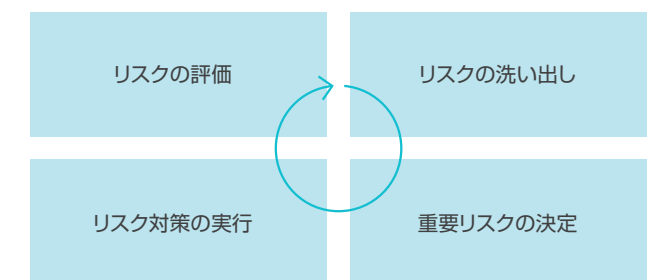 リスクの評価
リスクの洗い出し
リスク対策の実行
重要リスクの決定